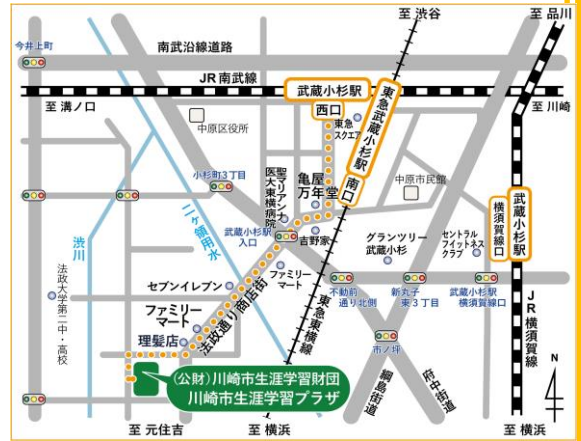 至 渋谷
至 品川
今井上町
南武沿線道路
JR南武線
武蔵小杉駅
西口
至 溝ノ口
至 川崎
東急武蔵小杉駅
南口
東急
スクエア
中原区役所
小杉町3丁目
聖マリアンナ
医大東横病院
亀屋
万年堂
中原市民館
武蔵小杉駅
横須賀線口
二ヶ領用水
渋川
武蔵小杉駅
入口
吉野家
グランツリー
武蔵小杉
セントラル
フィットネス
クラブ
法政大学第二中・高校
セブンイレブン
ファミリー
マート
不動前
通り北側
新丸子
東3丁目
武蔵小杉駅
横須賀線口
ファミリー
マート
法政通り商店街
理髪店
東急東横線
JR横須賀線
市ノ坪
綱島街道
府中街道
N
(公財)川崎市生涯学習財団
川崎市生涯学習プラザ
至 元住吉
至 横浜
至 横浜